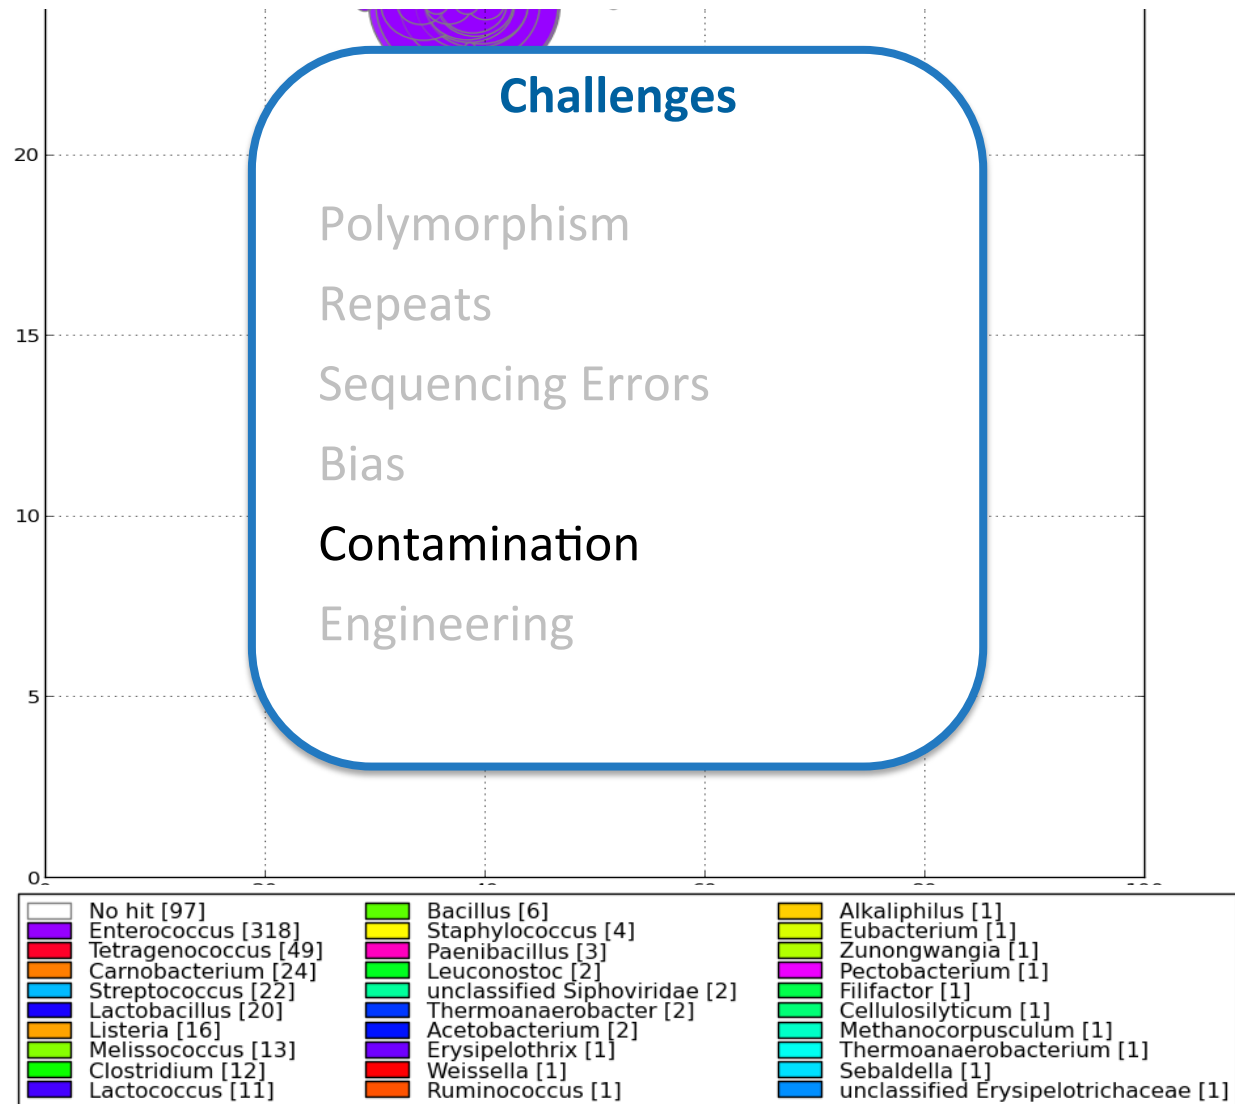 Challenges
20
Polymorphism
Repeats
15
Sequencing Errors
Bias
10
Contamination
Engineering
5
0
No hit [97]
Enterococcus [318]
Tetragenococcus [49]
Carnobacterium [24]
Streptococcus [22]
Lactobacillus [20]
Listeria [16]
Melissococcus [13]
Clostridium [12]
Lactococcus [11]
Bacillus [6]
Staphylococcus [4]
Paenibacillus [3]
Leuconostoc [2]
unclassified Siphoviridae [2]
Thermoanaerobacter [2]
Acetobacterium [2]
Erysipelothrix [1]
Weissella [1]
Ruminococcus [1]
Alkaliphilus [1]
Eubacterium [1]
Zunongwangia [1]
Pectobacterium [1]
Filifactor [1]
Cellulosilyticum [1]
Methanocorpusculum [1]
Thermoanaerobacterium [1]
Sebaldella [1]
unclassified Erysipelotrichaceae [1]